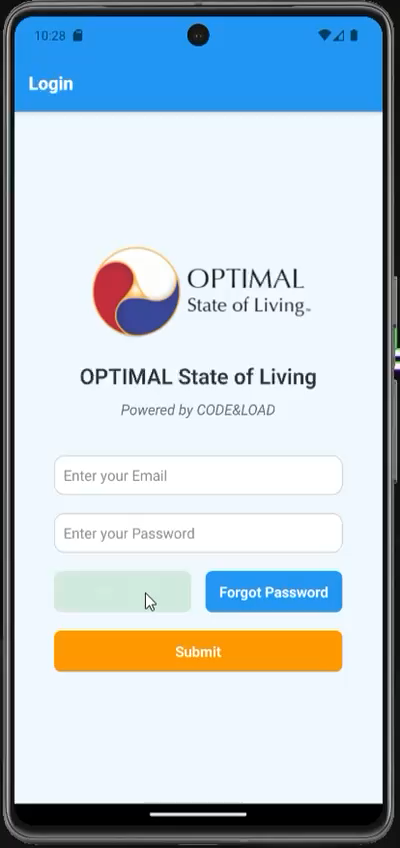 10:28
Login
OPTIMAL
State of Living™
OPTIMAL State of Living
Powered by CODE&LOAD
Enter your Email
Enter your Password
Forgot Password
Submit